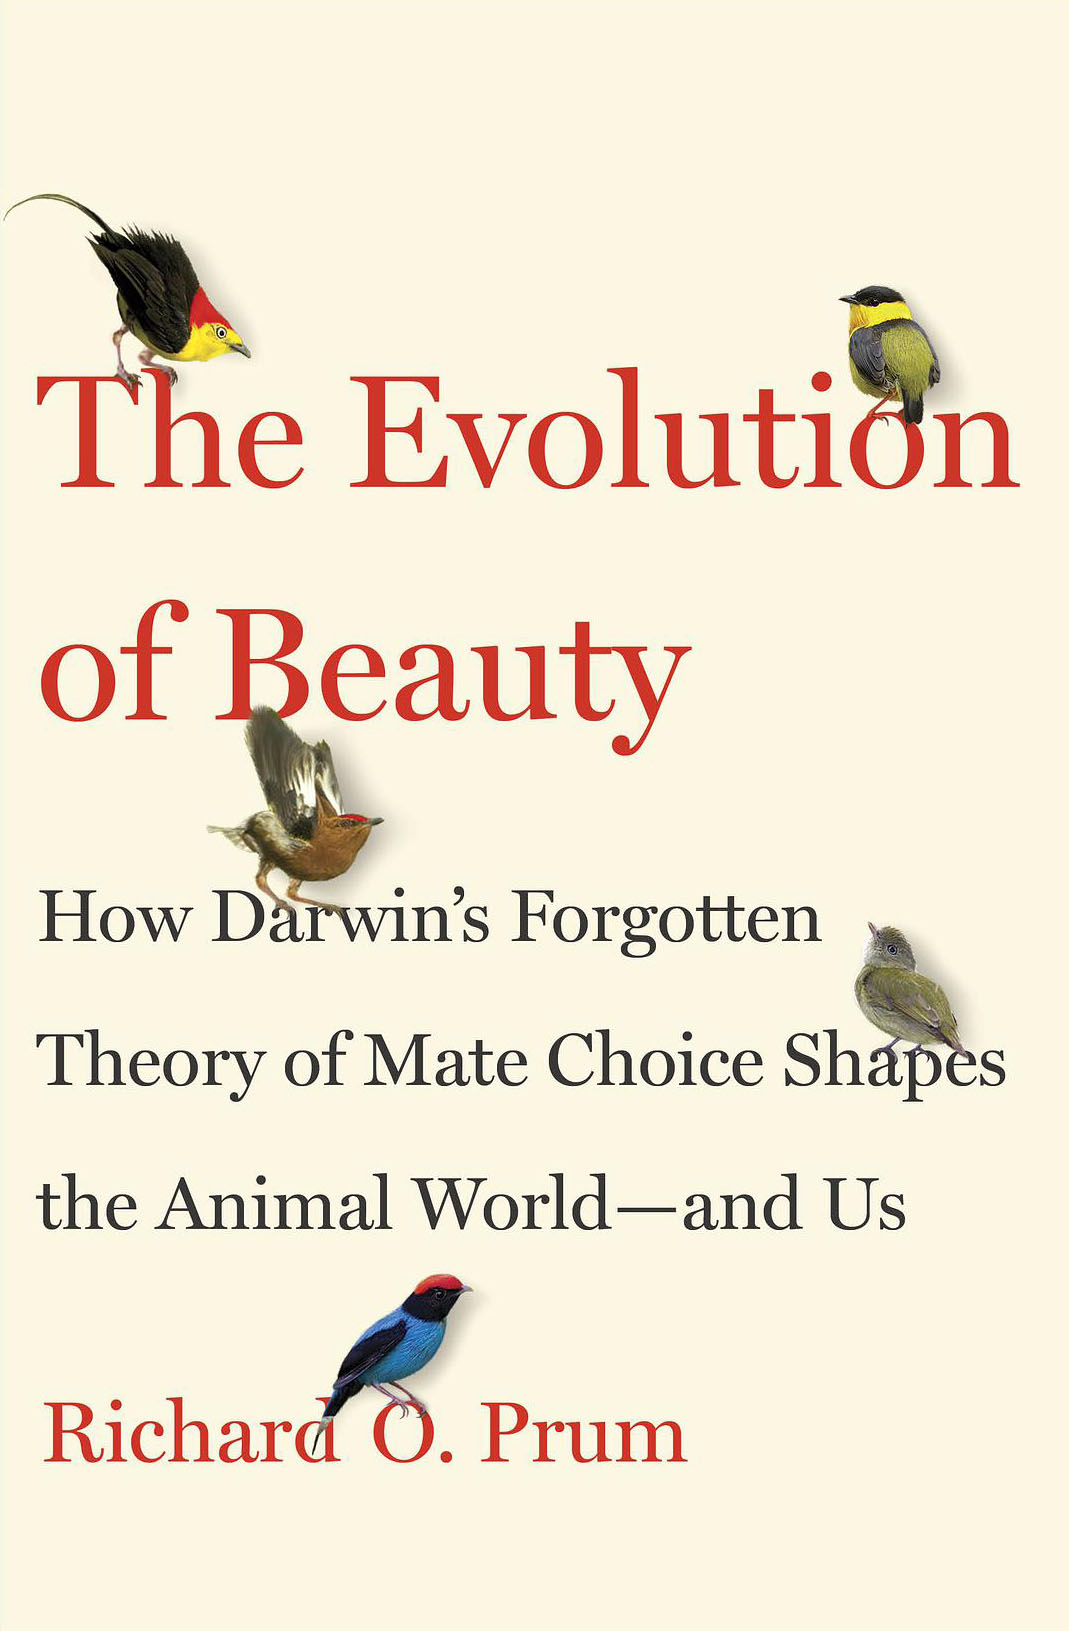 The Evolution
of Beauty
How Darwin’s Forgotten
Theory of Mate Choice Shapes
the Animal World—and Us
Richard O. Prum